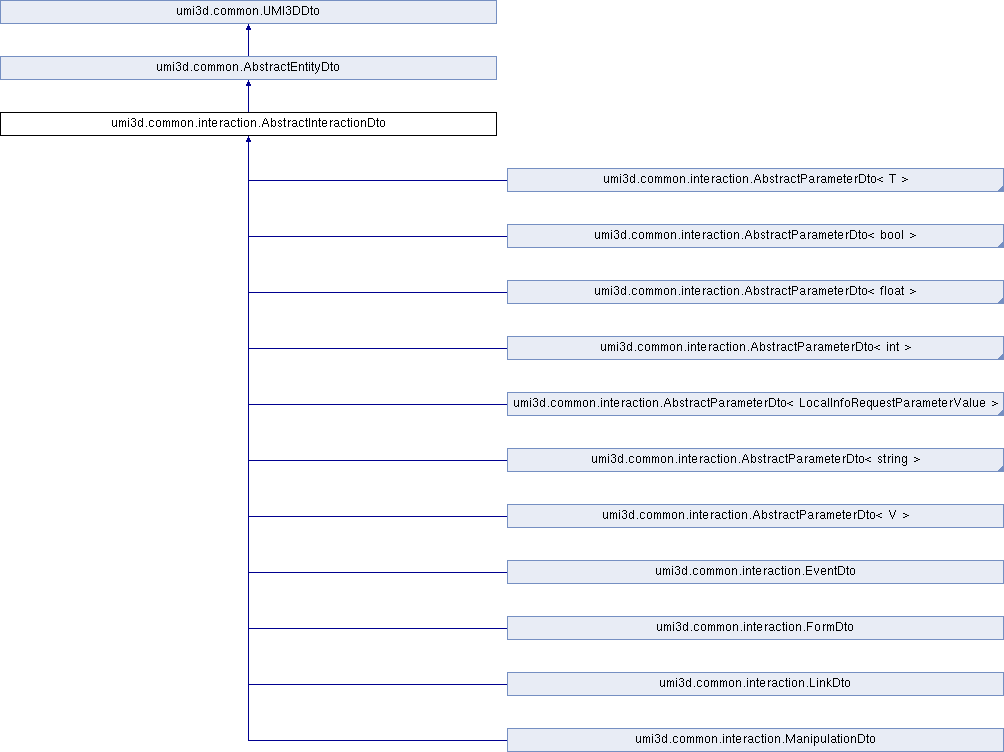 umi3d.common.UMI3DDto
umi3d.common.AbstractEntityDto
umi3d.common.interaction.AbstractInteractionDto
umi3d.common.interaction.AbstractParameterDto< T >
umi3d.common.interaction.AbstractParameterDto< bool >
umi3d.common.interaction.AbstractParameterDto< float >
umi3d.common.interaction.AbstractParameterDto< int >
umi3d.common.interaction.AbstractParameterDto< LocalInfoRequestParameterValue >
umi3d.common.interaction.AbstractParameterDto< string >
umi3d.common.interaction.AbstractParameterDto< V >
umi3d.common.interaction.EventDto
umi3d.common.interaction.FormDto
umi3d.common.interaction.LinkDto
umi3d.common.interaction.ManipulationDto